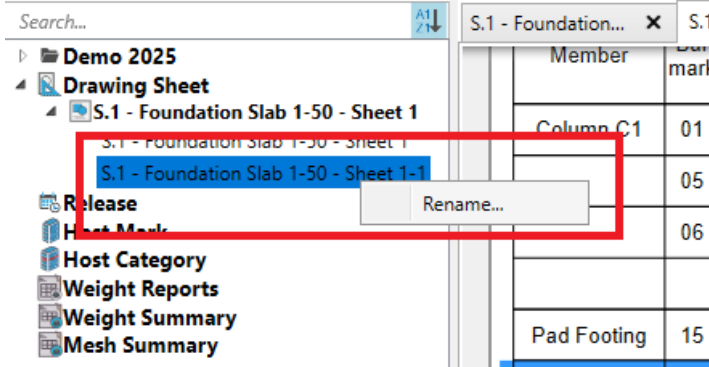 Search...
Demo 2025
Drawing Sheet
S.1 - Foundation Slab 1-50 - Sheet 1
S.1 - Foundation Slab 1-50 - Sheet 1
S.1 - Foundation Slab 1-50 - Sheet 1-1
Rename...
Release
Host Mark
Host Category
Weight Reports
Weight Summary
Mesh Summary
S.1 - Foundation...
S.1
Member
mark
Column C1
01
05
06
Pad Footing
15